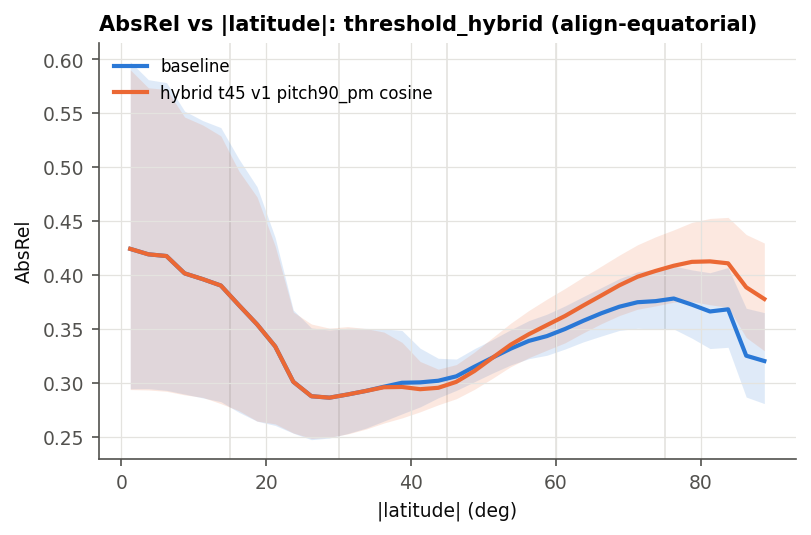 AbsRel vs |latitude|: threshold_hybrid (align-equatorial)
baseline
hybrid t45 v1 pitch90_pm cosine
0.60
0.55
0.50
0.45
0.40
0.35
0.30
0.25
AbsRel
0 20 40 60 80
|latitude| (deg)